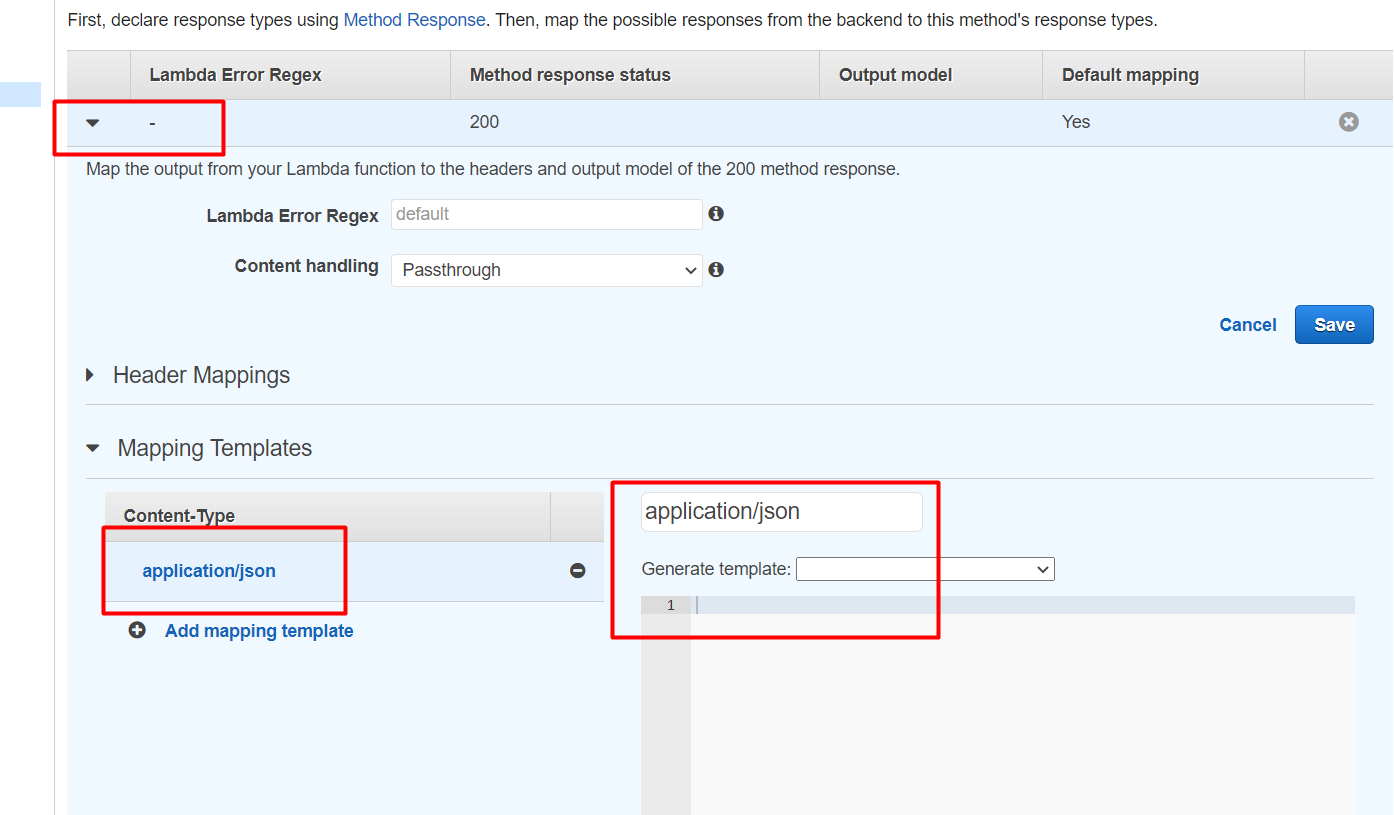 First, declare response types using Method Response. Then, map the possible responses from the backend to this method's response types.
Lambda Error Regex Method response status Output model Default mapping
- 200 Yes
Map the output from your Lambda function to the headers and output model of the 200 method response.
Lambda Error Regex default
Content handling Passthrough
Cancel Save
Header Mappings
Mapping Templates
Content-Type
application/json
Add mapping template
application/json
Generate template:
1